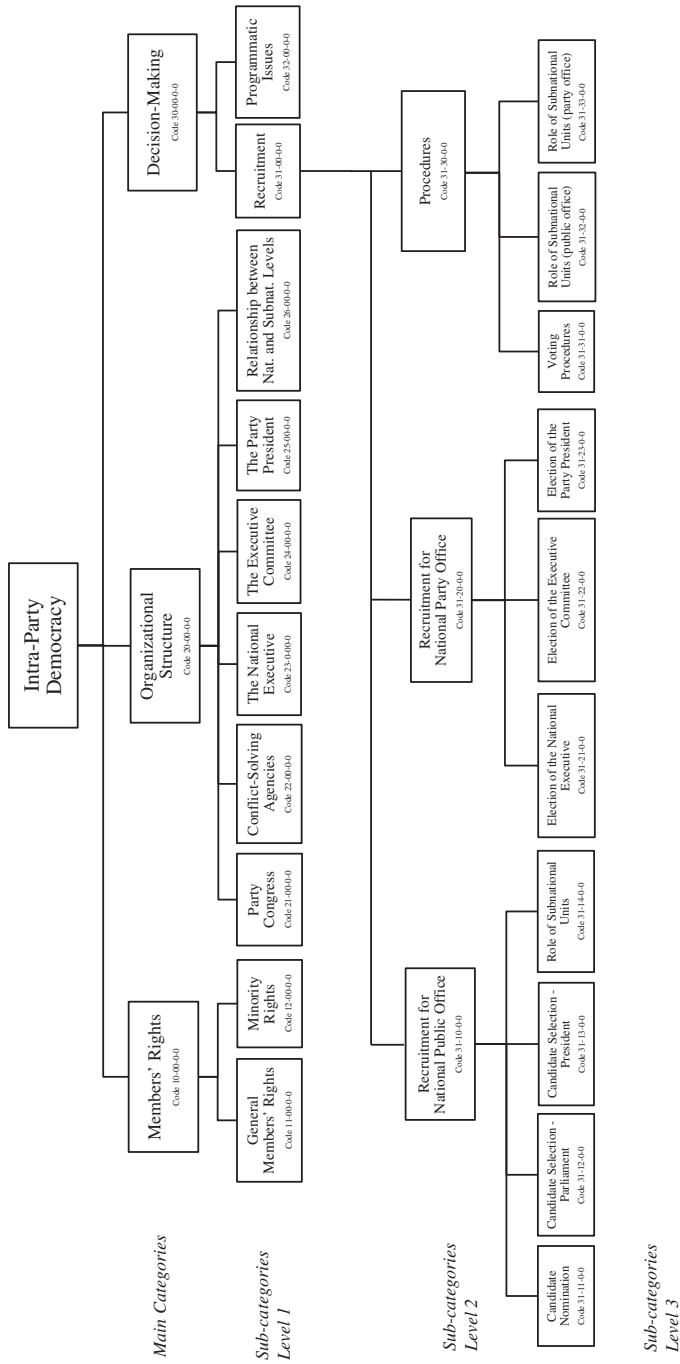 Intra-Party
Democracy
Main Categories
Members' Rights
Code 10-00-0-0
Organizational
Structure
Code 20-00-0-0
Decision-Making
Code 30-00-0-0
Sub-categories
Level 1
General
Members' Rights
Code 11-00-0-0
Minority
Rights
Code 12-00-0-0
Party
Congress
Code 21-00-0-0
Conflict-Solving
Agencies
Code 22-00-0-0
The National
Executive
Code 23-0-00-0
The Executive
Committee
Code 24-00-0-0
The Party
President
Code 25-00-0-0
Relationship between
Nat. and Subnat. Levels
Code 26-00-0-0
Recruitment
Code 31-00-0-0
Programmatic
Issues
Code 32-00-0-0
Sub-categories
Level 2
Recruitment for
National Public Office
Code 31-10-0-0
Recruitment for
National Party Office
Code 31-20-0-0
Procedures
Code 31-30-0-0
Candidate
Nomination
Code 31-11-0-0
Candidate Selection -
Parliament
Code 31-12-0-0
Candidate Selection -
President
Code 31-13-0-0
Role of Subnational
Units
Code 31-14-0-0
Election of the National
Executive
Code 31-21-0-0
Election of the Executive
Committee
Code 31-22-0-0
Election of the
Party President
Code 31-23-0-0
Voting
Procedures
Code 31-31-0-0
Role of Subnational
Units (public office)
Code 31-32-0-0
Role of Subnational
Units (party office)
Code 31-33-0-0
Sub-categories
Level 3